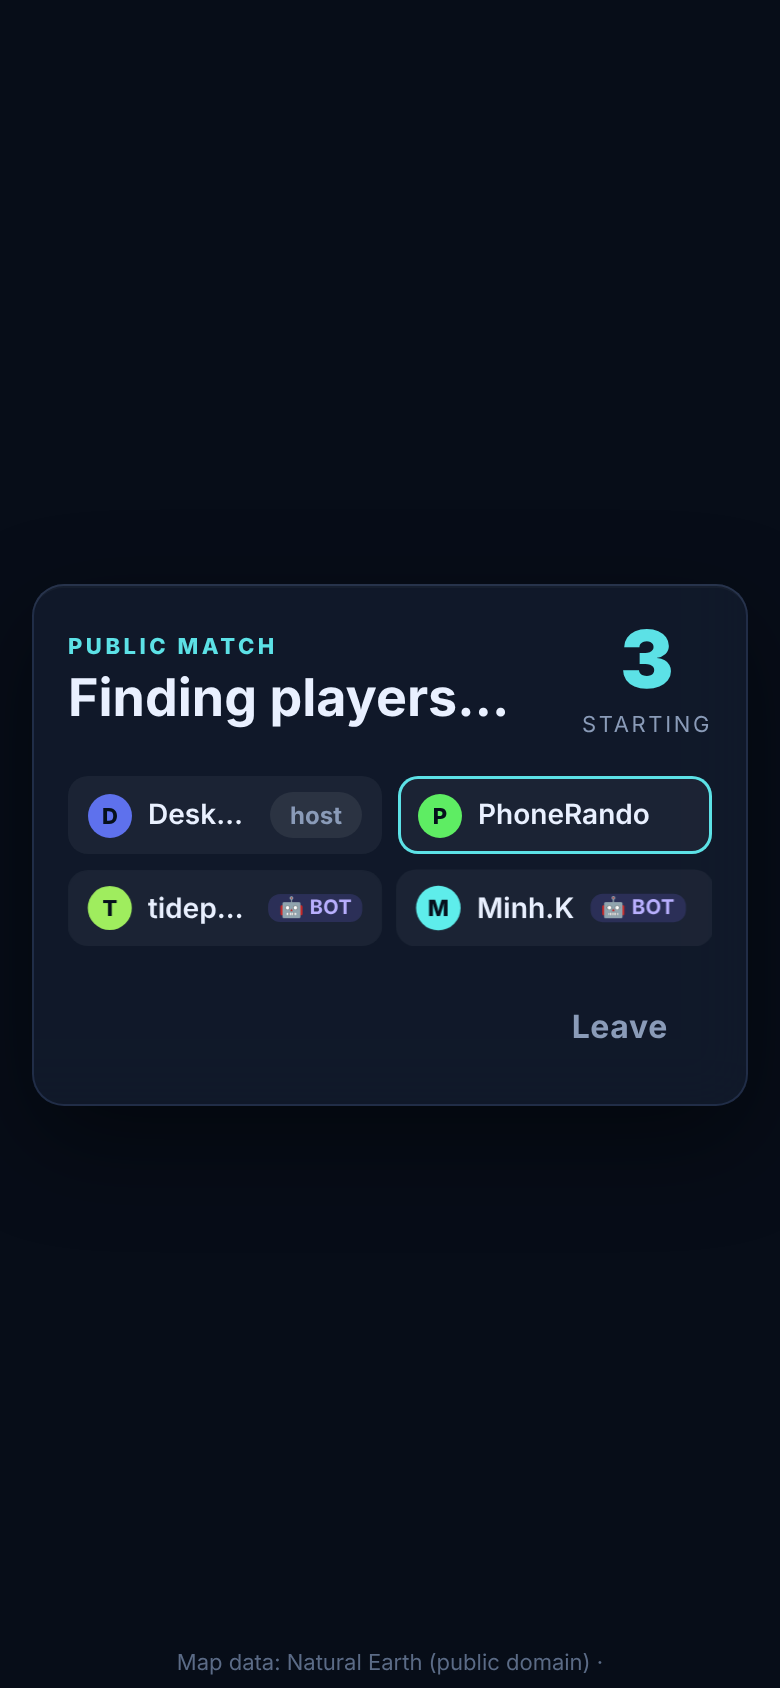 PUBLIC MATCH
3
Finding players...
STARTING
D Desk... host
P PhoneRando
T tidep... 🤖 BOT
M Minh.K 🤖 BOT
Leave
Map data: Natural Earth (public domain) ·